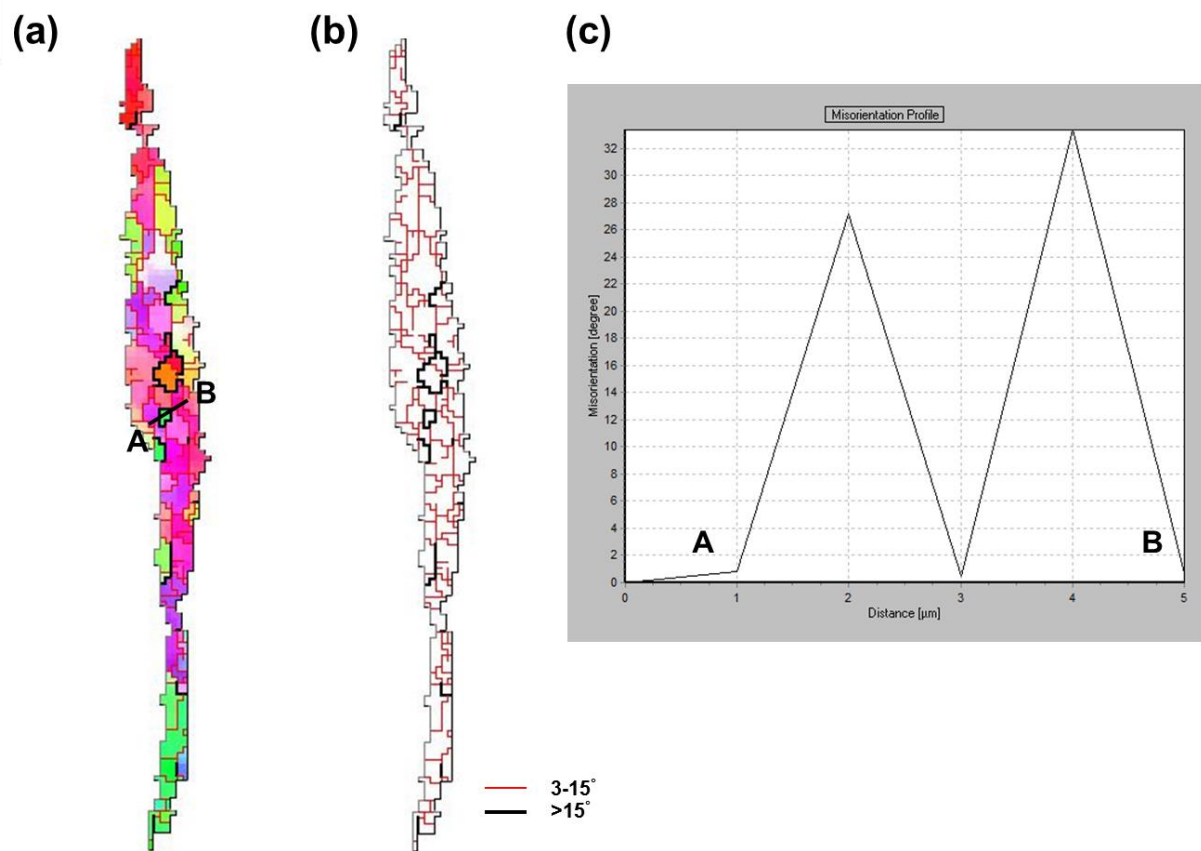 (a)
(b)
(c)
A
B
3-15°
>15°
Misorientation Profile
Misorientation [degree]
32
30
28
26
24
22
20
18
16
14
12
10
8
6
4
2
0
A
B
0 1 2 3 4 5
Distance [µm]